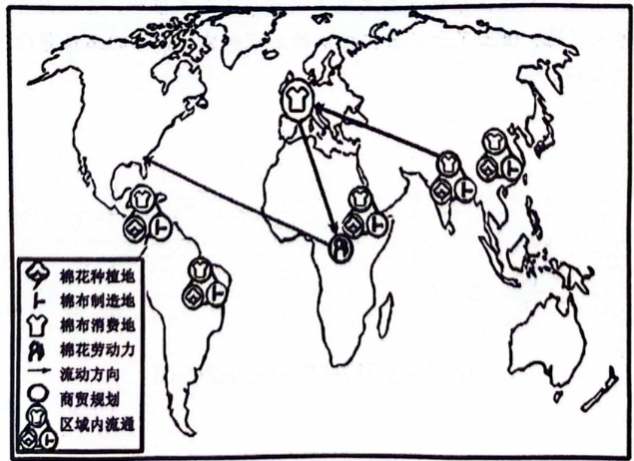 棉花种植地
棉布制造地
棉布消费地
棉花劳动力
流动方向
商贸规划
区域内流通